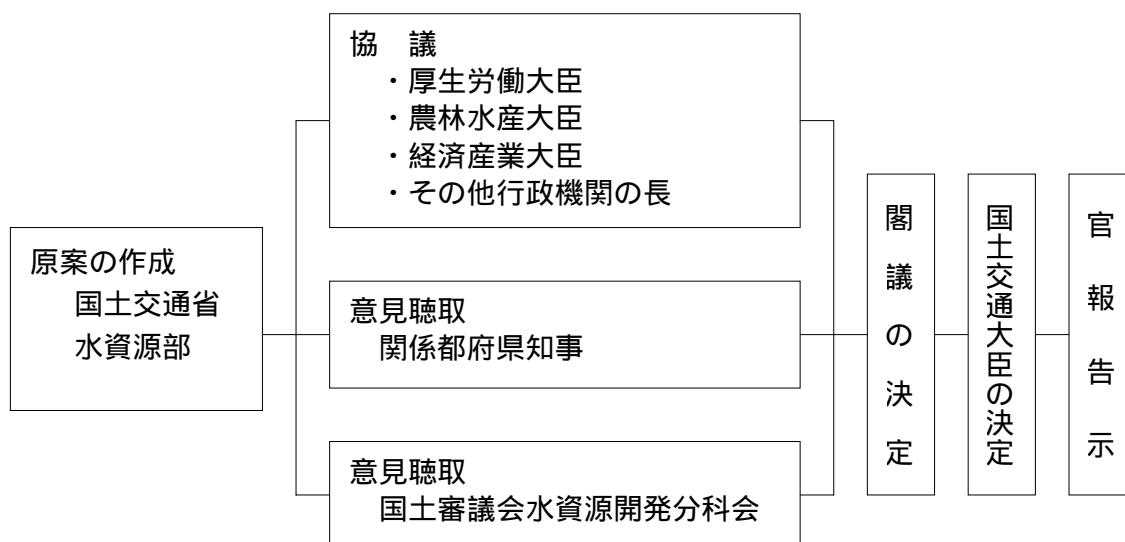 原案の作成
国土交通省
水資源部
協　議
・厚生労働大臣
・農林水産大臣
・経済産業大臣
・その他行政機関の長
意見聴取
関係都府県知事
意見聴取
国土審議会水資源開発分科会
閣議の決定
国土交通大臣の決定
官報告示